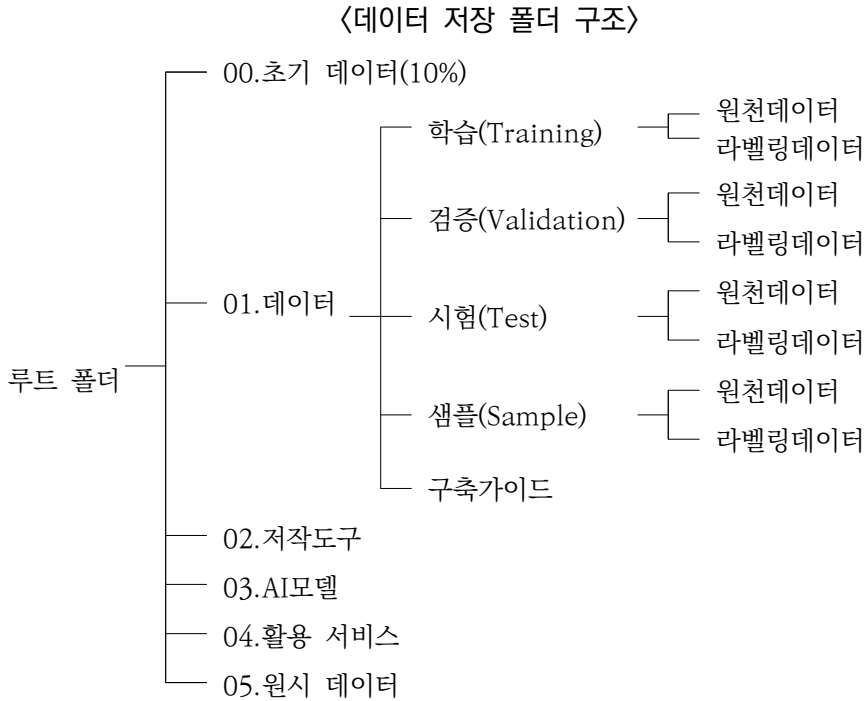 〈데이터 저장 폴더 구조〉
루트 폴더
00.초기 데이터(10%)
01.데이터
학습(Training)
원천데이터
라벨링데이터
검증(Validation)
원천데이터
라벨링데이터
시험(Test)
원천데이터
라벨링데이터
샘플(Sample)
원천데이터
라벨링데이터
구축가이드
02.저작도구
03.AI모델
04.활용 서비스
05.원시 데이터